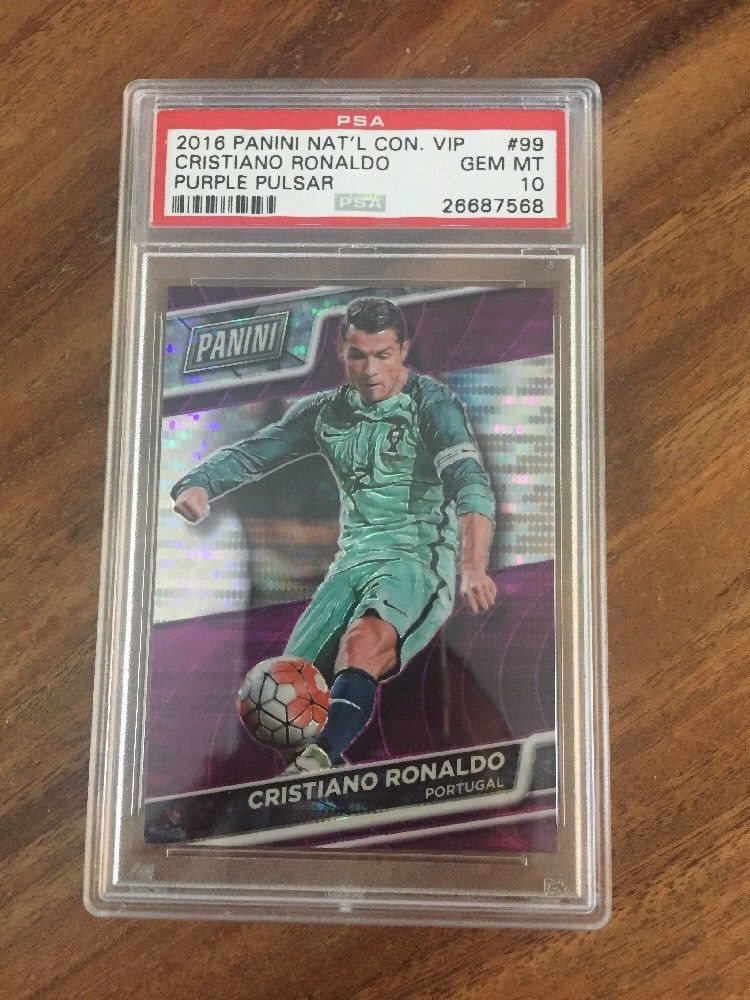 PSA
2016 PANINI NAT'L CON. VIP #99
CRISTIANO RONALDO GEM MT
PURPLE PULSAR 10
PSA 26687568
PANINI
7
CRISTIANO RONALDO
PORTUGAL